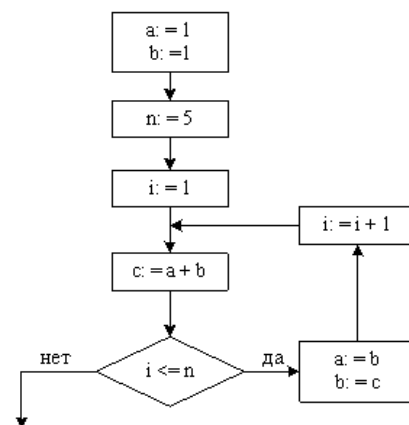 a: = 1
b: =1
n: = 5
i: = 1
i: = i + 1
c: = a + b
нет
i <= n
да
a: = b
b: = c